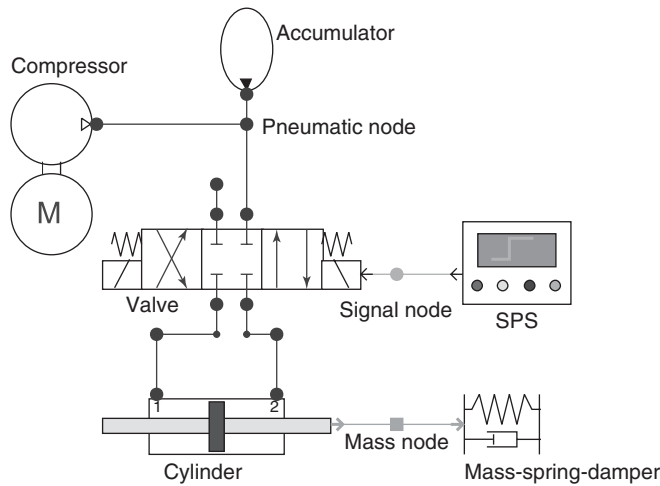 Accumulator
Compressor
Pneumatic node
M
Valve
Signal node
SPS
1
2
Mass node
Cylinder
Mass-spring-damper